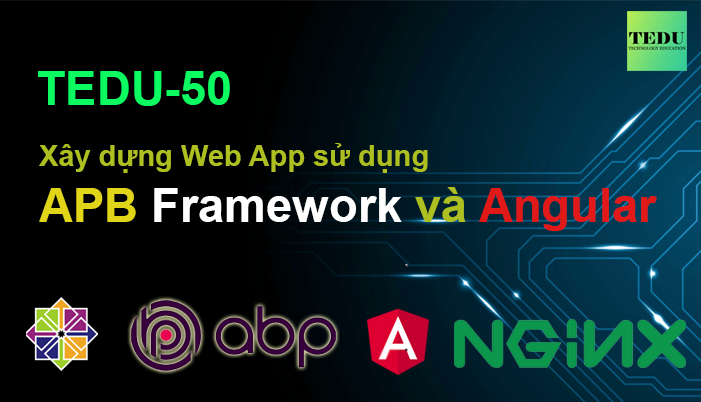 TEDU
TECHNOLOGY EDUCATION
TEDU-50
Xây dựng Web App sử dụng
APB Framework và Angular
abp
A
NGINX